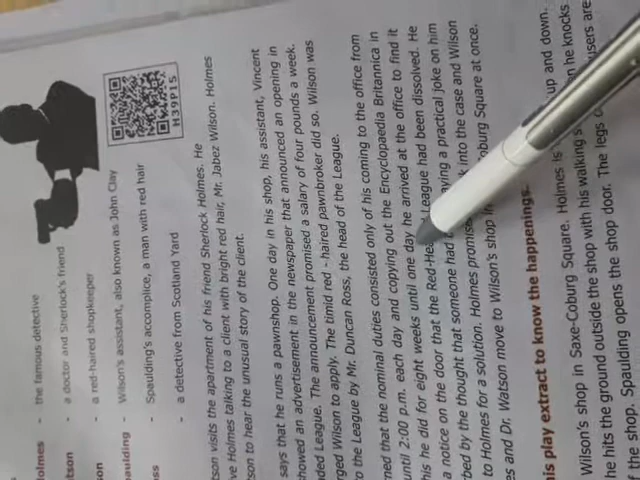 olmes - the famous detective
tson - a doctor and Sherlock's friend
son - a red-haired shopkeeper
aulding - Wilson's assistant, also known as John Clay
ss - Spaulding's accomplice, a man with red hair
- a detective from Scotland Yard
H39P15
tson visits the apartment of his friend Sherlock Holmes. He
ve Holmes talking to a client with bright red hair, Mr. Jabez Wilson. Holmes
tson to hear the unusual story of the client.
says that he runs a pawnshop. One day in his shop, his assistant, Vincent
howed an advertisement in the newspaper that announced an opening in
ded League. The announcement promised a salary of four pounds a week.
rged Wilson to apply. The timid red - haired pawnbroker did so. Wilson was
to the League by Mr. Duncan Ross, the head of the League.
ned that the nominal duties consisted only of his coming to the office from
until 2:00 p.m. each day and copying out the Encyclopaedia Britannica in
his he did for eight weeks until one day he arrived at the office to find it
a notice on the door that the Red-Hea League had been dissolved. He
rbed by the thought that someone had aying a practical joke on him
to Holmes for a solution. Holmes promise into the case and Wilson
es and Dr. Watson move to Wilson's shop in oburg Square at once.
his play extract to know the happenings.
Wilson's shop in Saxe-Coburg Square. Holmes is up and down.
he hits the ground outside the shop with his walking s n he knocks
f the shop. Spaulding opens the shop door. The legs o users are